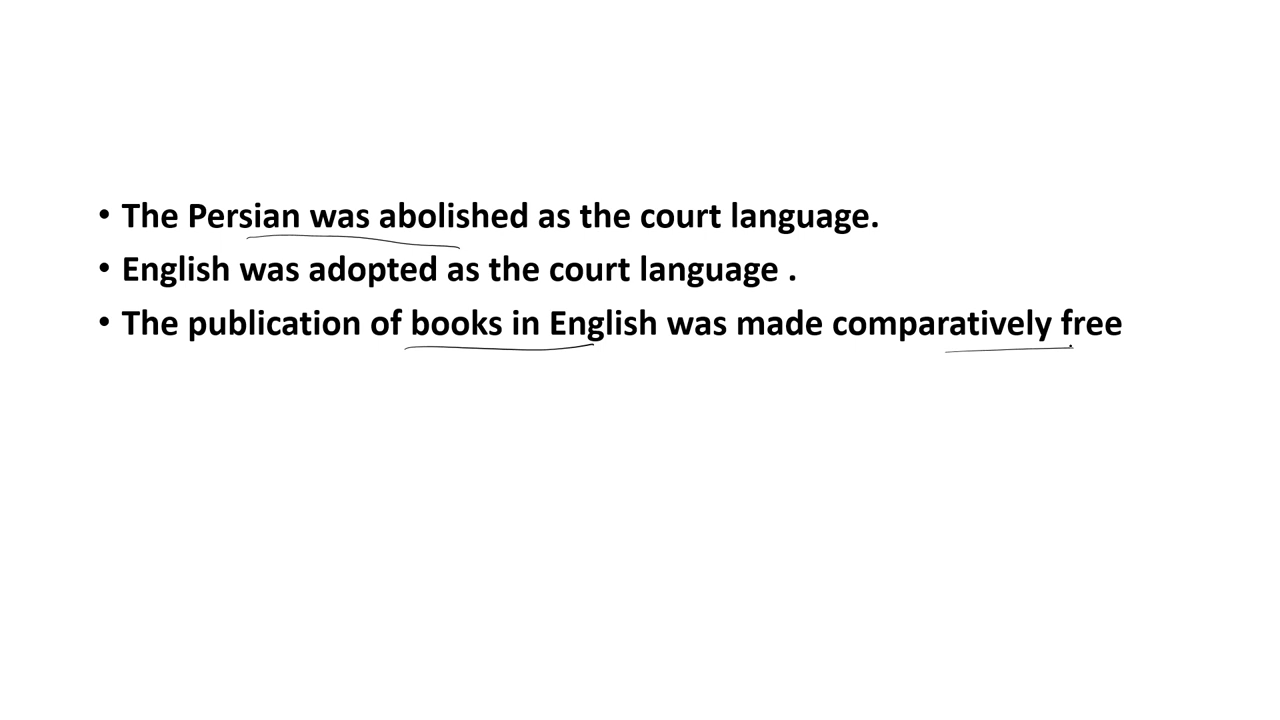 • The Persian was abolished as the court language.
• English was adopted as the court language .
• The publication of books in English was made comparatively free